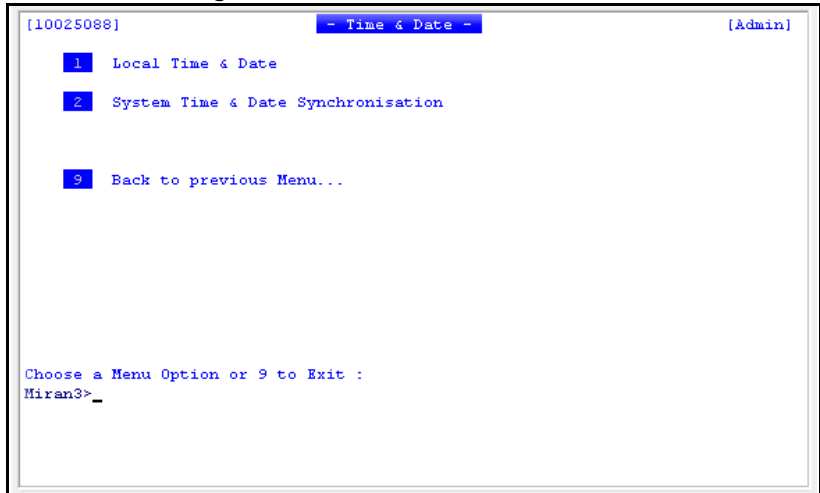 [10025088] - Time & Date - [Admin]
1 Local Time & Date
2 System Time & Date Synchronisation
9 Back to previous Menu...
Choose a Menu Option or 9 to Exit :
Miran3>_